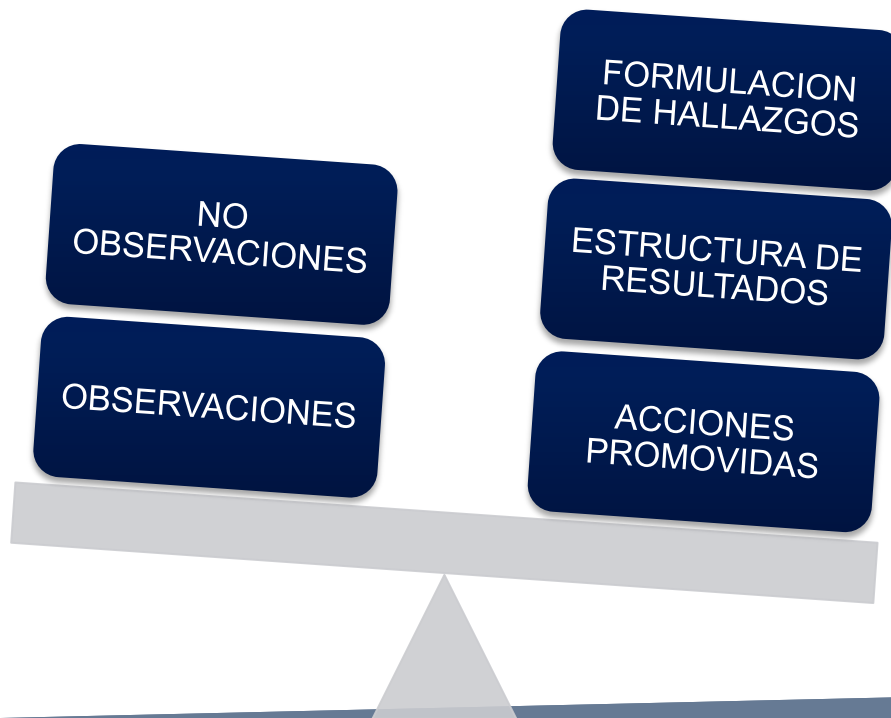 NO
OBSERVACIONES
OBSERVACIONES
FORMULACION
DE HALLAZGOS
ESTRUCTURA DE
RESULTADOS
ACCIONES
PROMOVIDAS